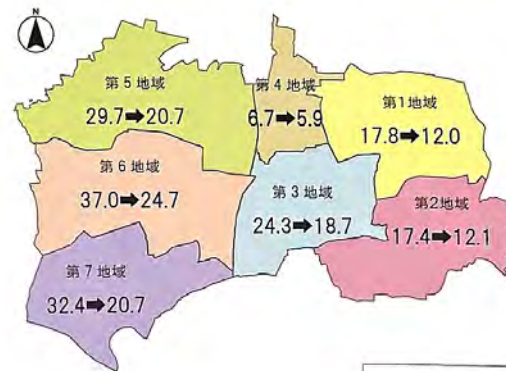 N
第5地域
29.7➡20.7
第4地域
6.7➡5.9
第1地域
17.8➡12.0
第6地域
37.0➡24.7
第3地域
24.3➡18.7
第2地域
17.4➡12.1
第7地域
32.4➡20.7